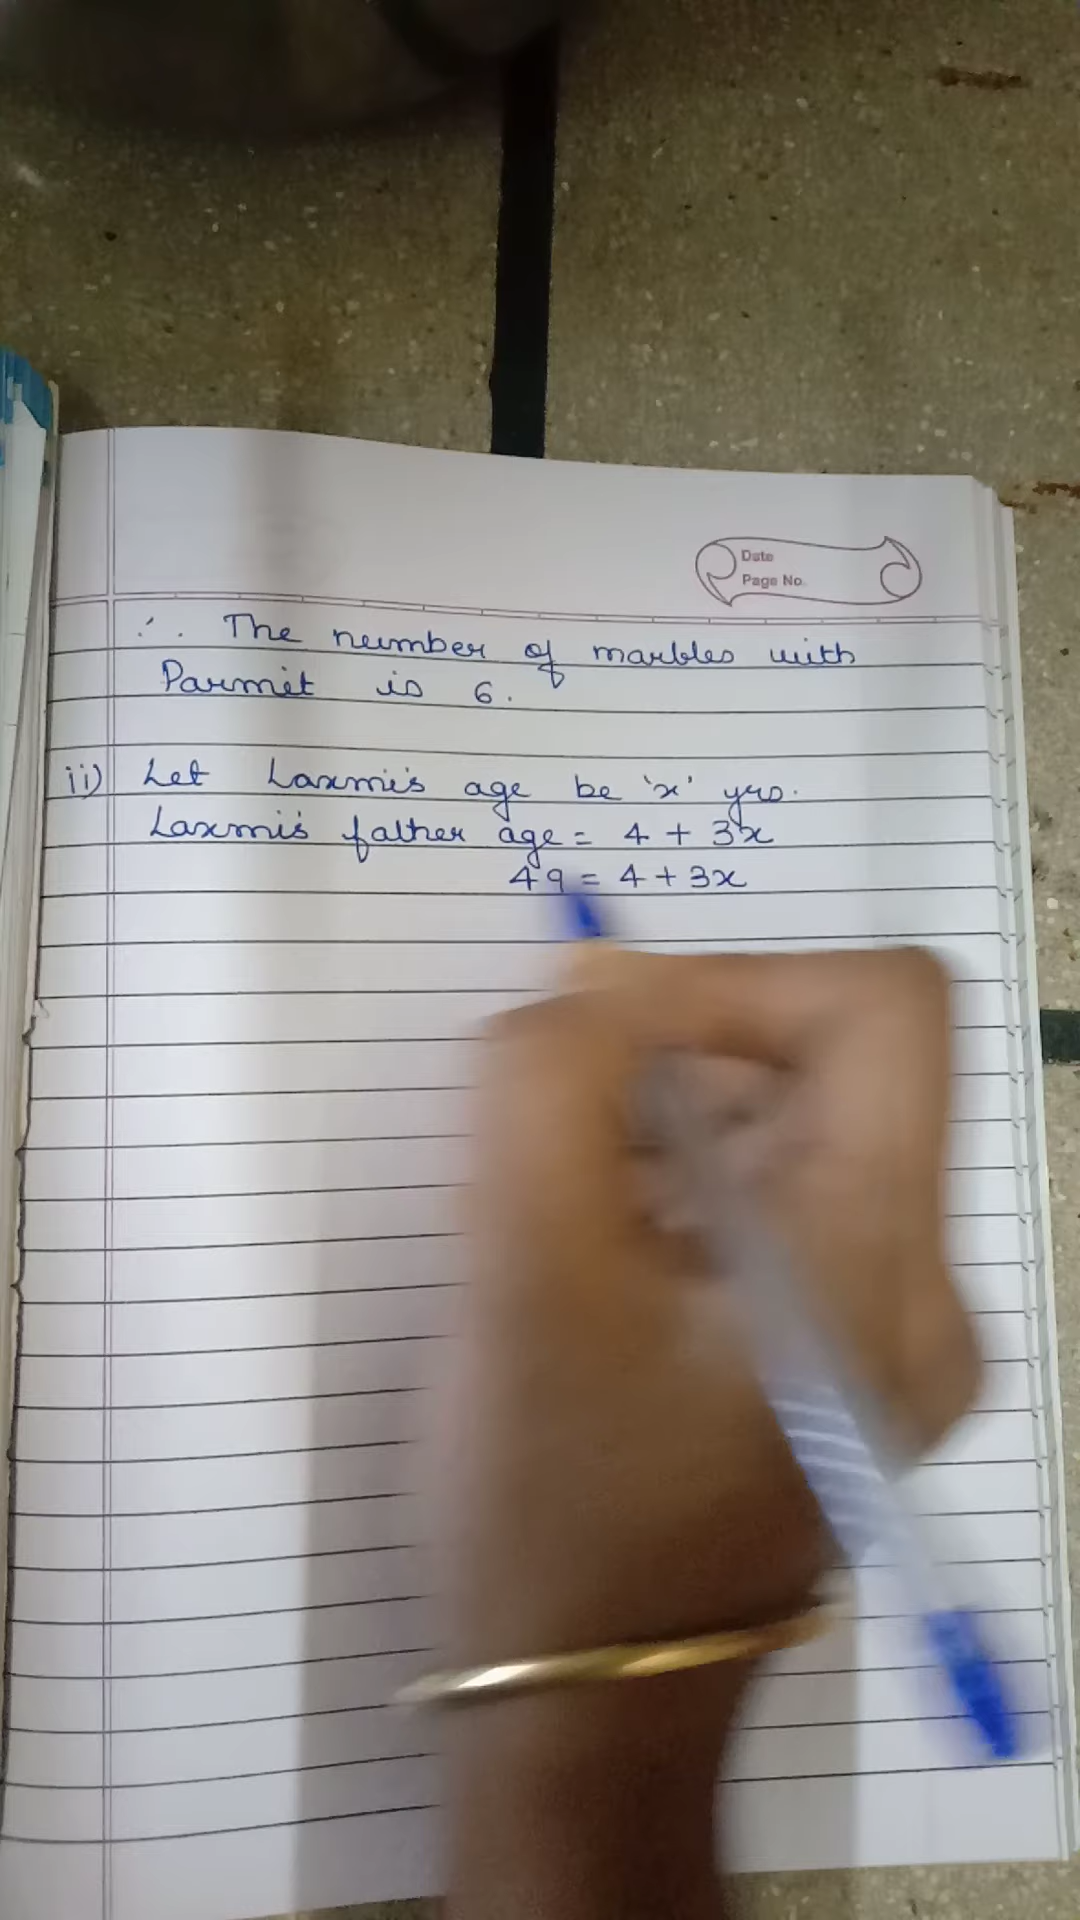 Date
Page No.
∴ The number of marbles with
Parmit is 6.
ii) Let Laxmi's age be 'x' yrs.
Laxmi's father age = 4 + 3x
49 = 4 + 3x